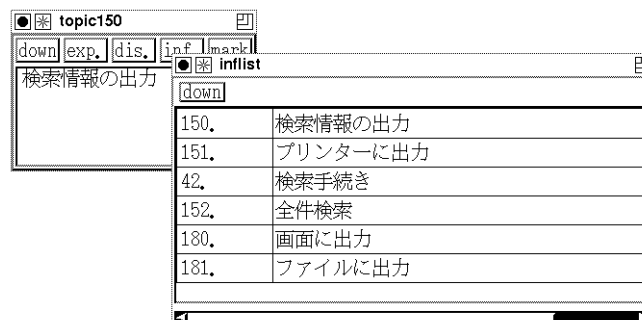 topic150
down exp. dis. inf mark
検索情報の出力
inflist
down
150. 検索情報の出力
151. プリンターに出力
42. 検索手続き
152. 全件検索
180. 画面に出力
181. ファイルに出力